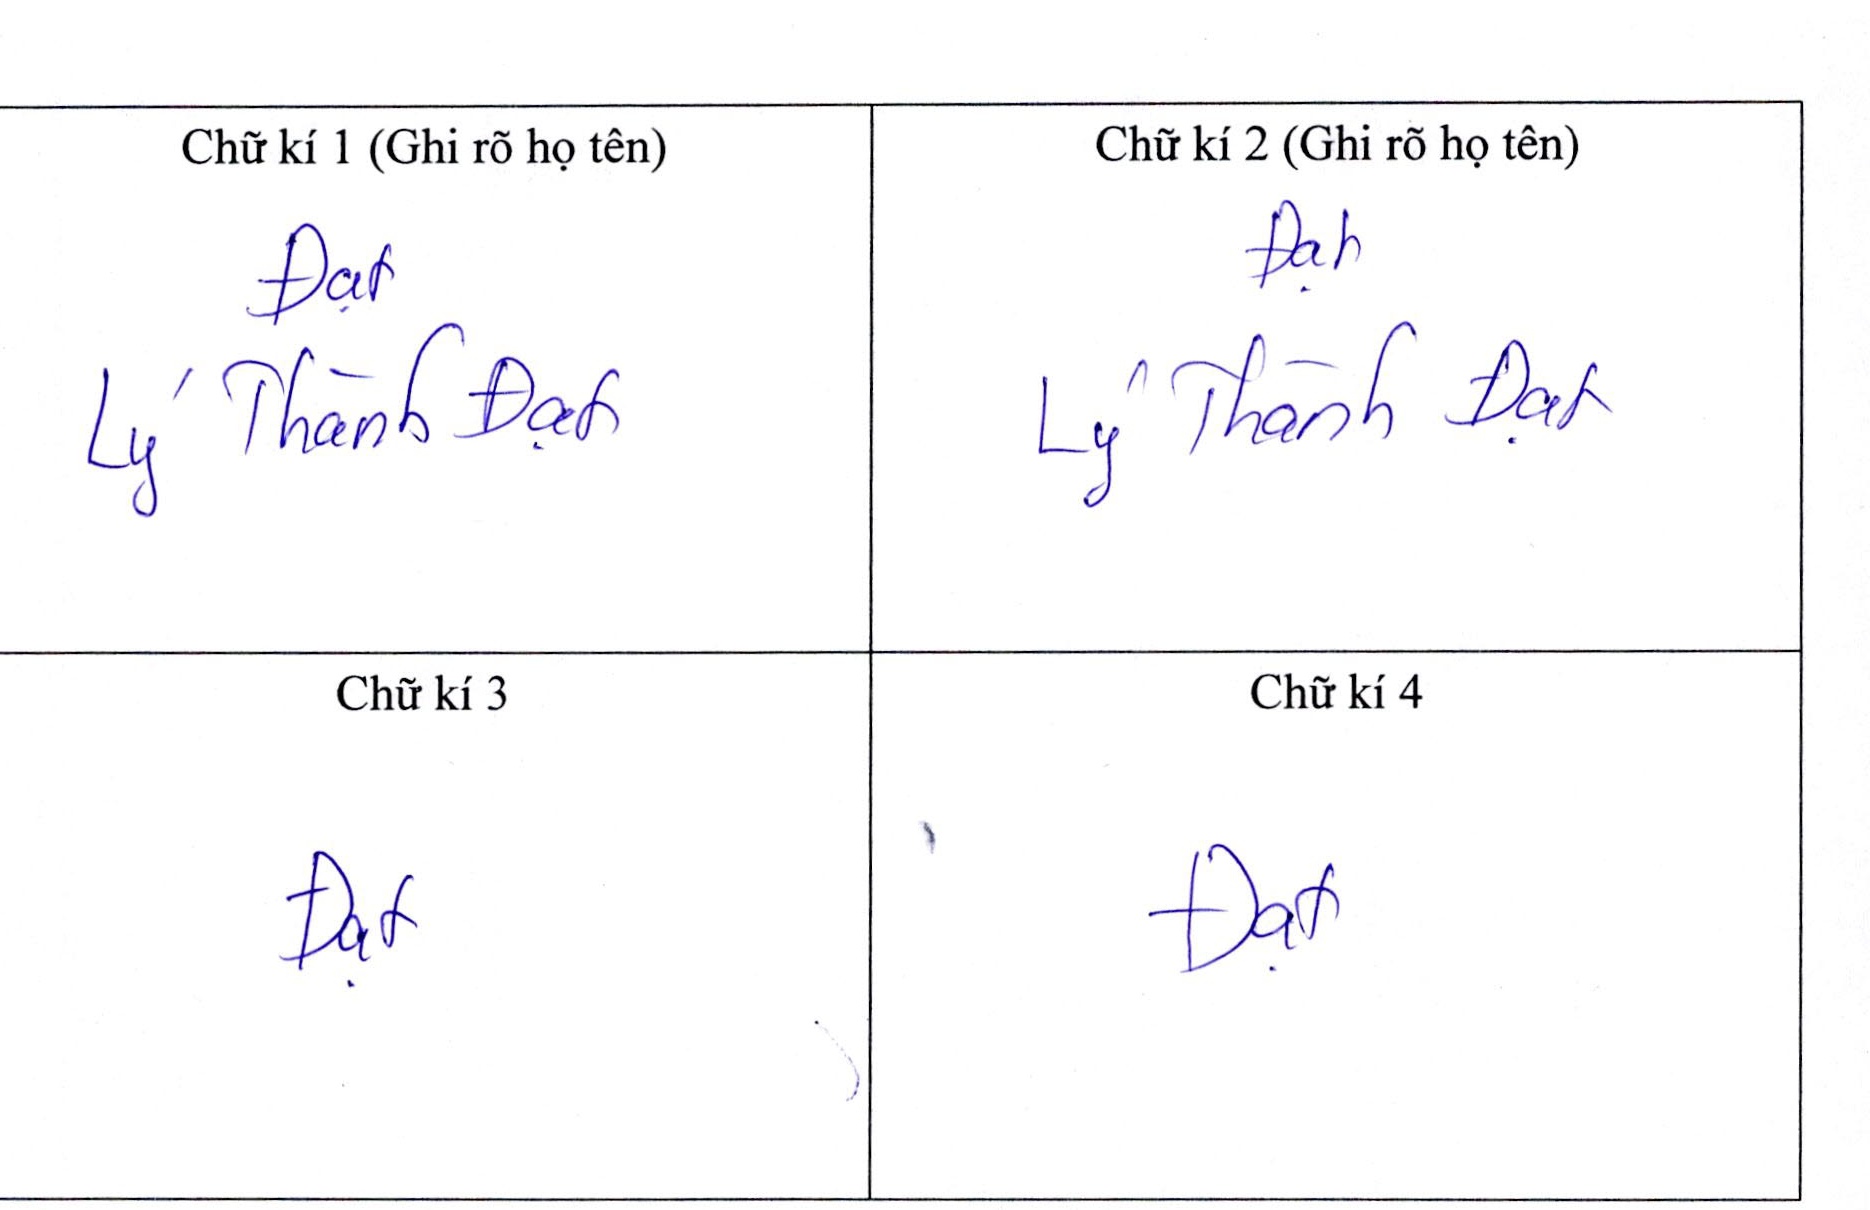 Chữ kí 1 (Ghi rõ họ tên)
Đạt
Lý Thành Đạt
Chữ kí 2 (Ghi rõ họ tên)
Đạt
Lý Thành Đạt
Chữ kí 3
Đạt
Chữ kí 4
Đạt